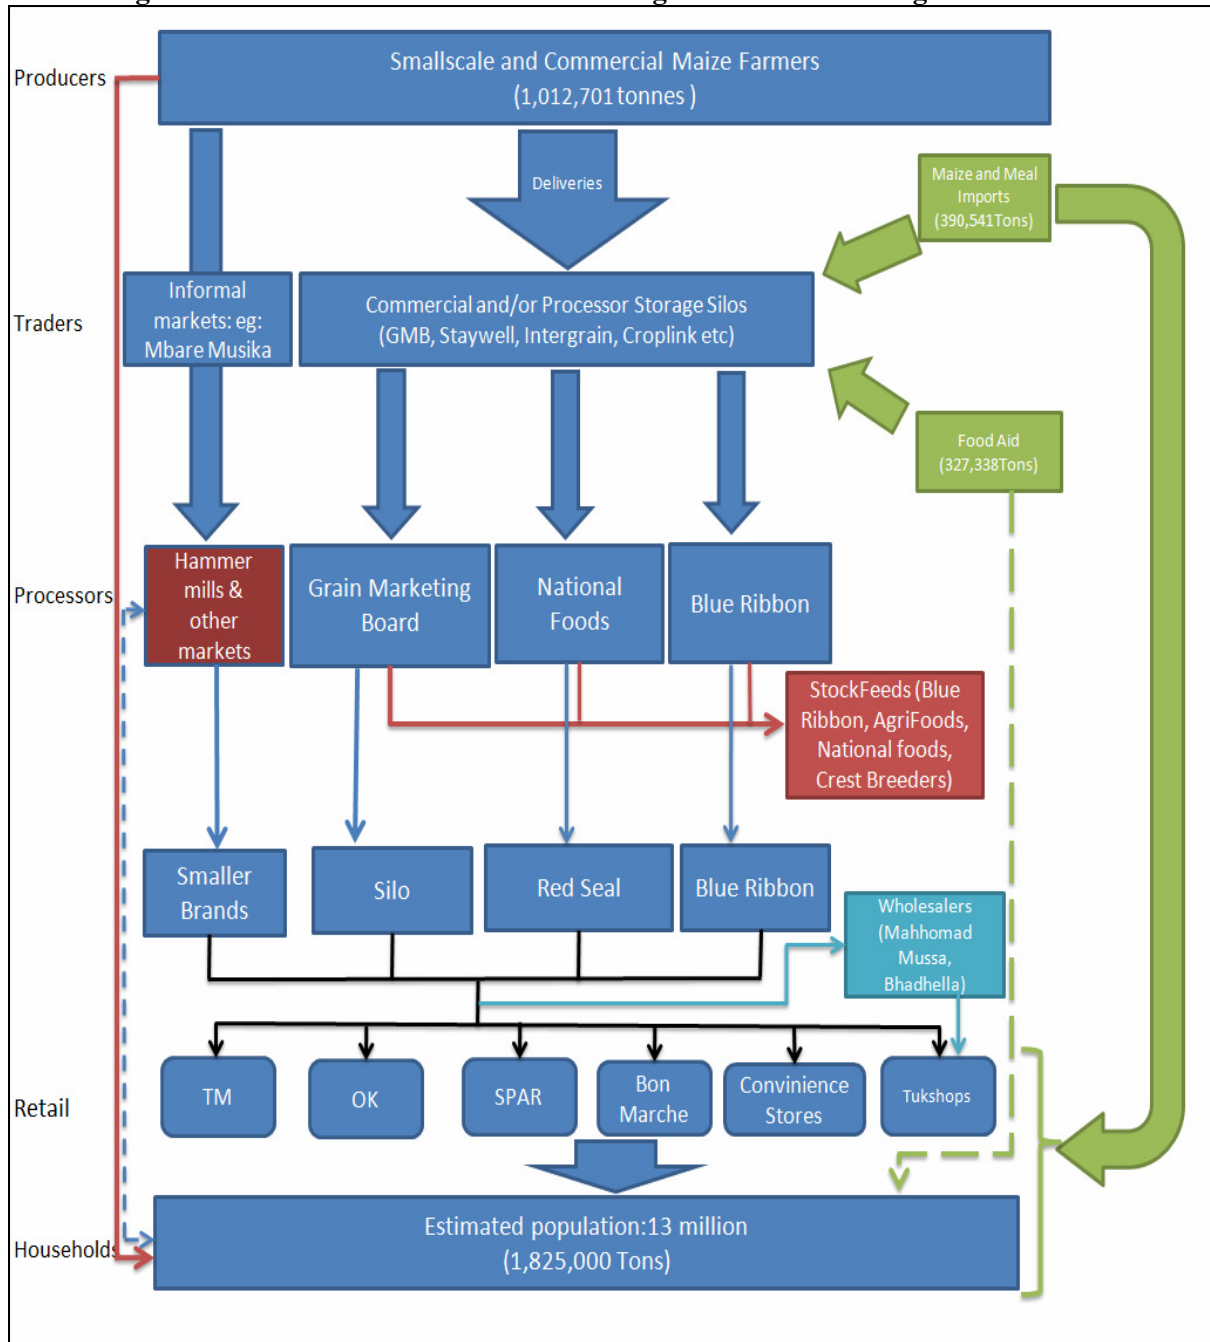 Producers
Smallscale and Commercial Maize Farmers
(1,012,701 tonnes )
Deliveries
Maize and Meal
Imports
(390,541Tons)
Traders
Informal
markets: eg:
Mbare Musika
Commercial and/or Processor Storage Silos
(GMB, Staywell, Intergrain, Croplink etc)
Food Aid
(327,338Tons)
Processors
Hammer
mills &
other
markets
Grain Marketing
Board
National
Foods
Blue Ribbon
StockFeeds (Blue
Ribbon, AgriFoods,
National foods,
Crest Breeders)
Smaller
Brands
Silo
Red Seal
Blue Ribbon
Wholesalers
(Mahhomad
Mussa,
Bhadhella)
Retail
TM
OK
SPAR
Bon
Marche
Convinience
Stores
Tukshops
Households
Estimated population:13 million
(1,825,000 Tons)